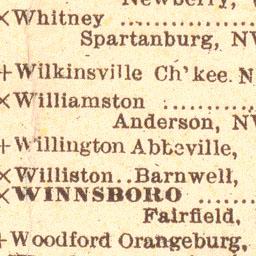 Newberry, W
×Whitney ............
Spartanburg, NW
+Wilkinsville Ch'kee. N
×Williamston ............
Anderson, NW
+Willington Abbeville,
×Williston..Barnwell,
×WINNSBORO ......
Fairfield,
+Woodford Orangeburg,